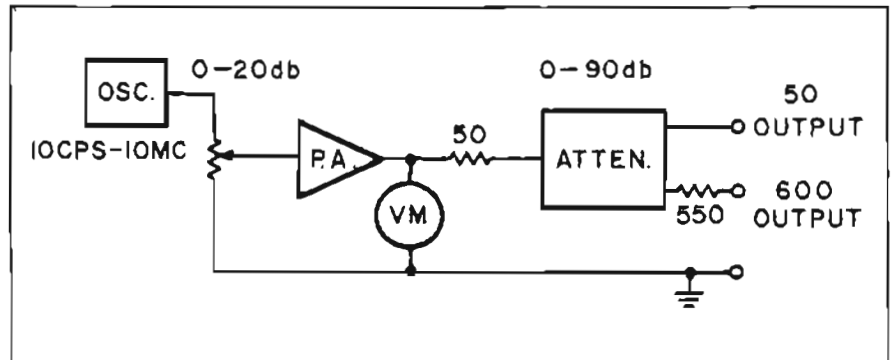 0-20db
0-90db
OSC.
50
50
OUTPUT
10CPS-10MC
P.A.
ATTEN.
VM
550
600
OUTPUT